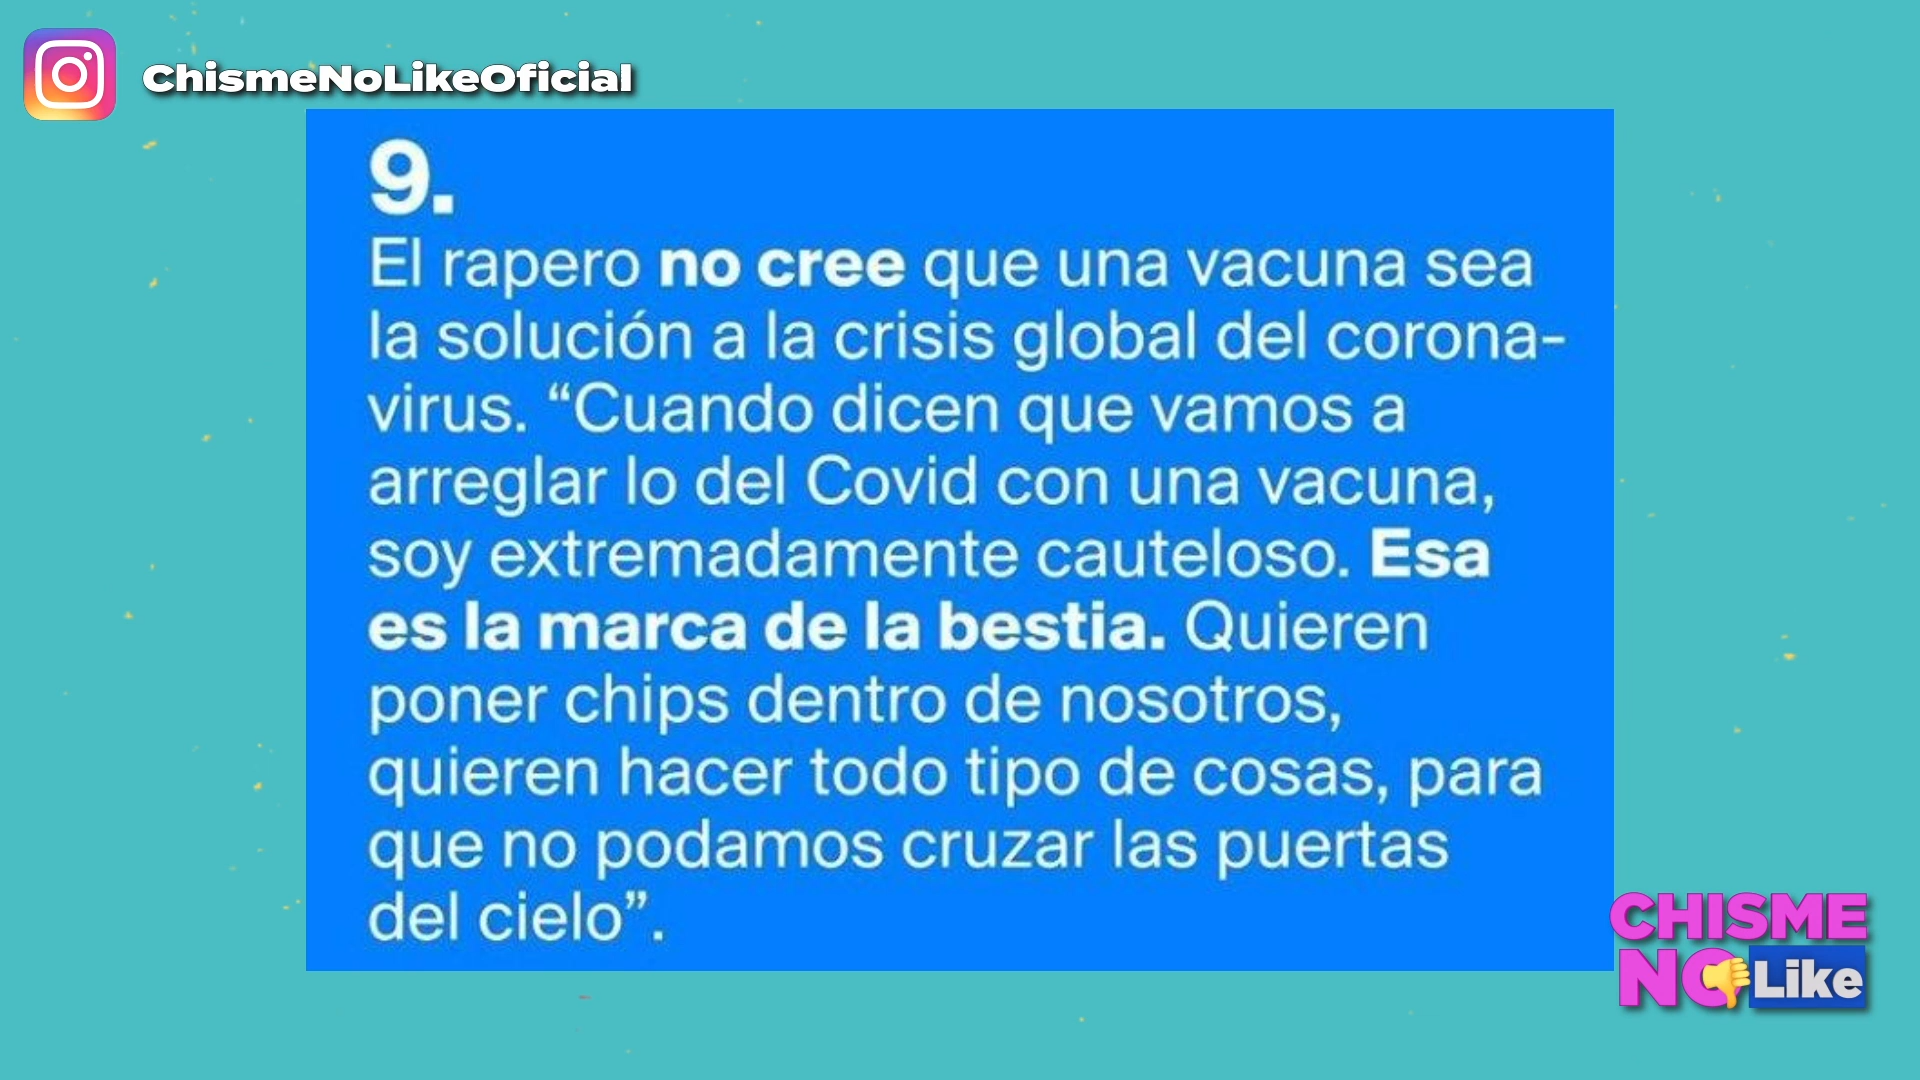 ChismeNoLikeOficial
9.
El rapero no cree que una vacuna sea
la solución a la crisis global del corona-
virus. “Cuando dicen que vamos a
arreglar lo del Covid con una vacuna,
soy extremadamente cauteloso. Esa
es la marca de la bestia. Quieren
poner chips dentro de nosotros,
quieren hacer todo tipo de cosas, para
que no podamos cruzar las puertas
del cielo”.
CHISME
NO Like